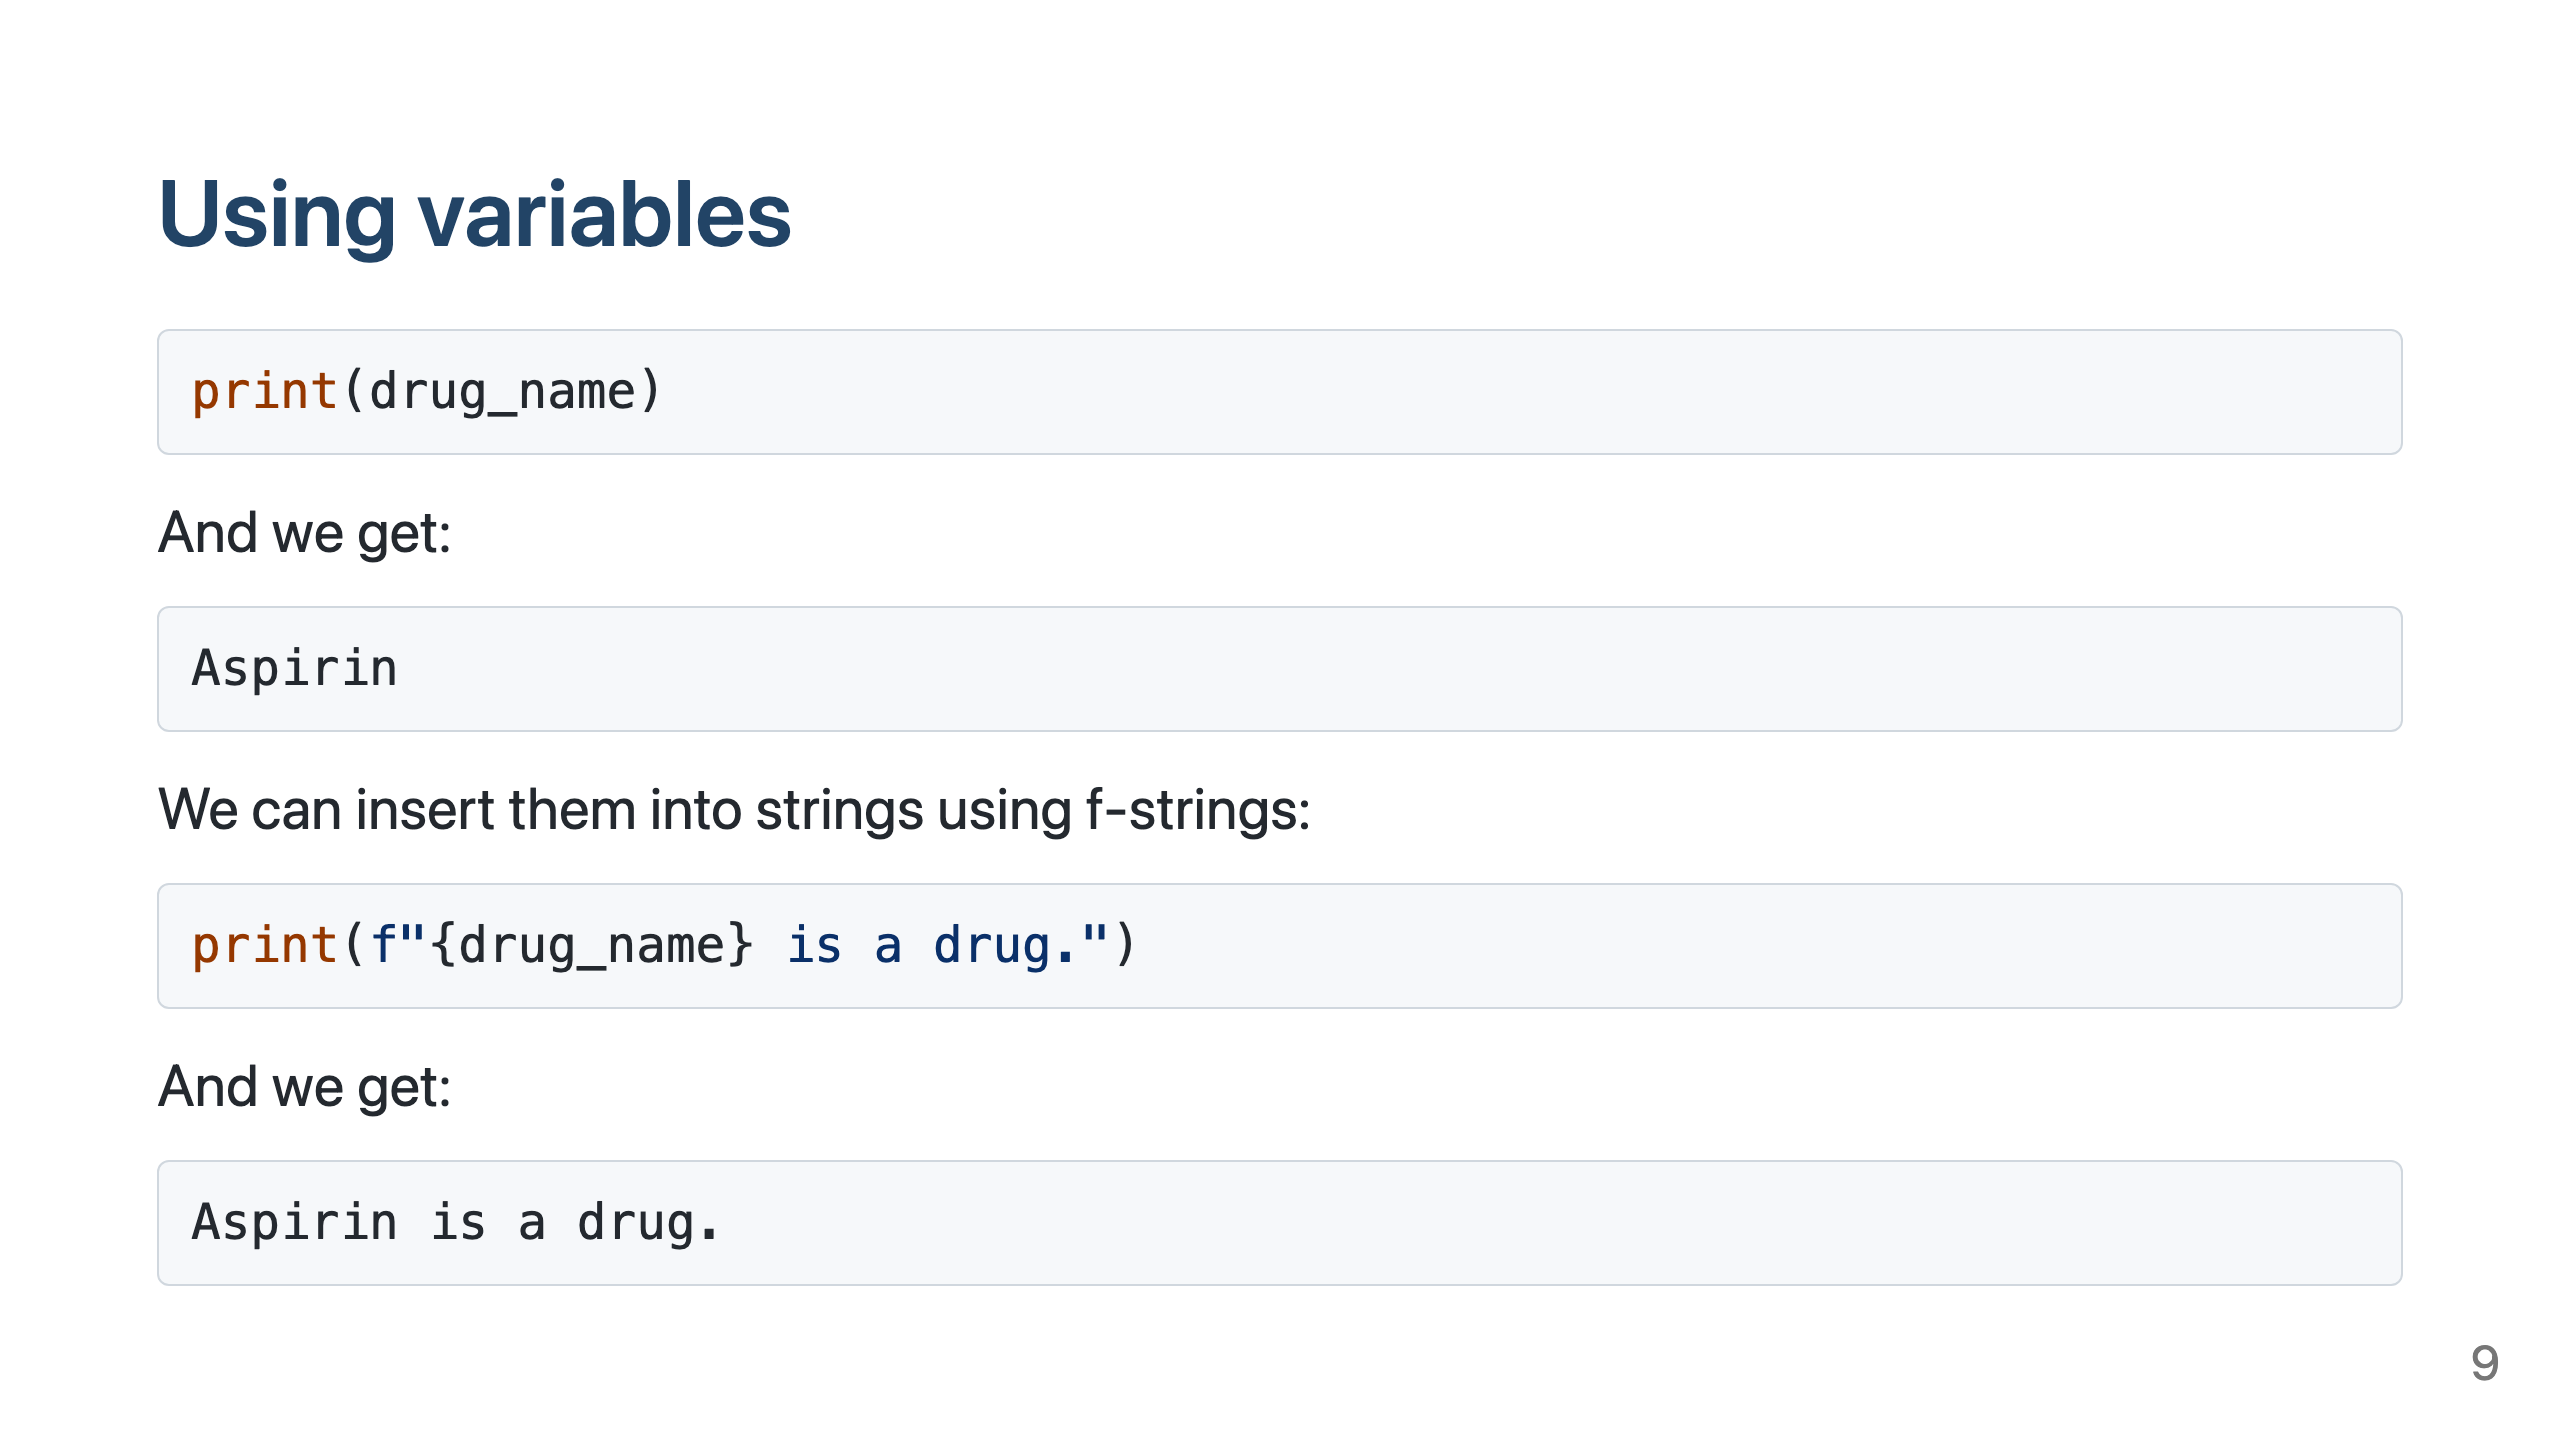 Using variables
print(drug_name)
And we get:
Aspirin
We can insert them into strings using f-strings:
print(f"{drug_name} is a drug.")
And we get:
Aspirin is a drug.
9